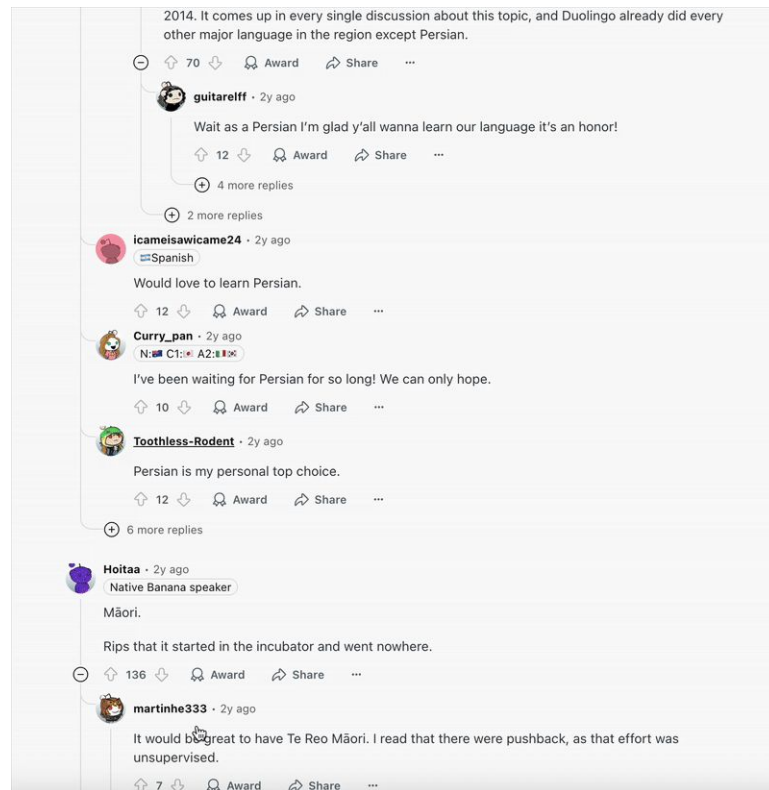 2014. It comes up in every single discussion about this topic, and Duolingo already did every
other major language in the region except Persian.
70 Award Share ...
guitarelff • 2y ago
Wait as a Persian I'm glad y'all wanna learn our language it's an honor!
12 Award Share ...
4 more replies
2 more replies
icameisawicame24 • 2y ago
Spanish
Would love to learn Persian.
12 Award Share ...
Curry_pan • 2y ago
N: C1: A2:
I've been waiting for Persian for so long! We can only hope.
10 Award Share ...
Toothless-Rodent • 2y ago
Persian is my personal top choice.
12 Award Share ...
6 more replies
Hoitaa • 2y ago
Native Banana speaker
Māori.
Rips that it started in the incubator and went nowhere.
136 Award Share ...
martinhe333 • 2y ago
It would be great to have Te Reo Māori. I read that there were pushback, as that effort was
unsupervised.
7 Award Share ...